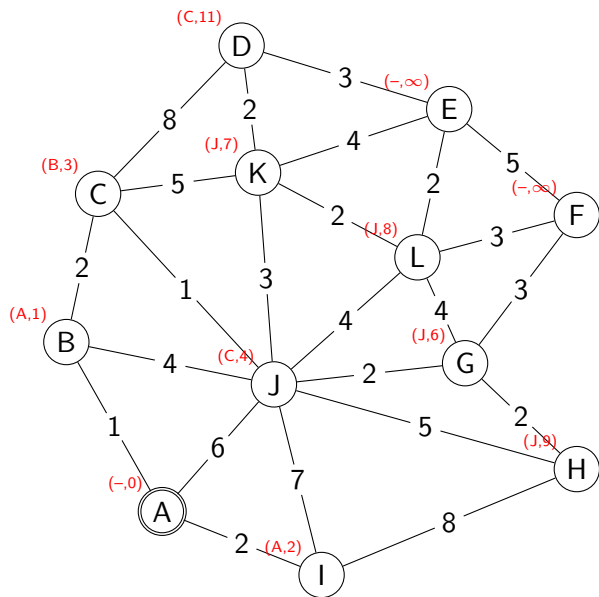 (C,11)
D
3
(–,∞)
E
8
2
4
5
(J,7)
K
(B,3)
C
5
2
(–,∞)
F
2
(J,8)
L
3
2
1
3
4
4
3
(A,1)
B
4
(C,4)
J
2
(J,6)
G
1
6
5
2
(J,9)
H
7
(–,0)
A
2
(A,2)
I
8